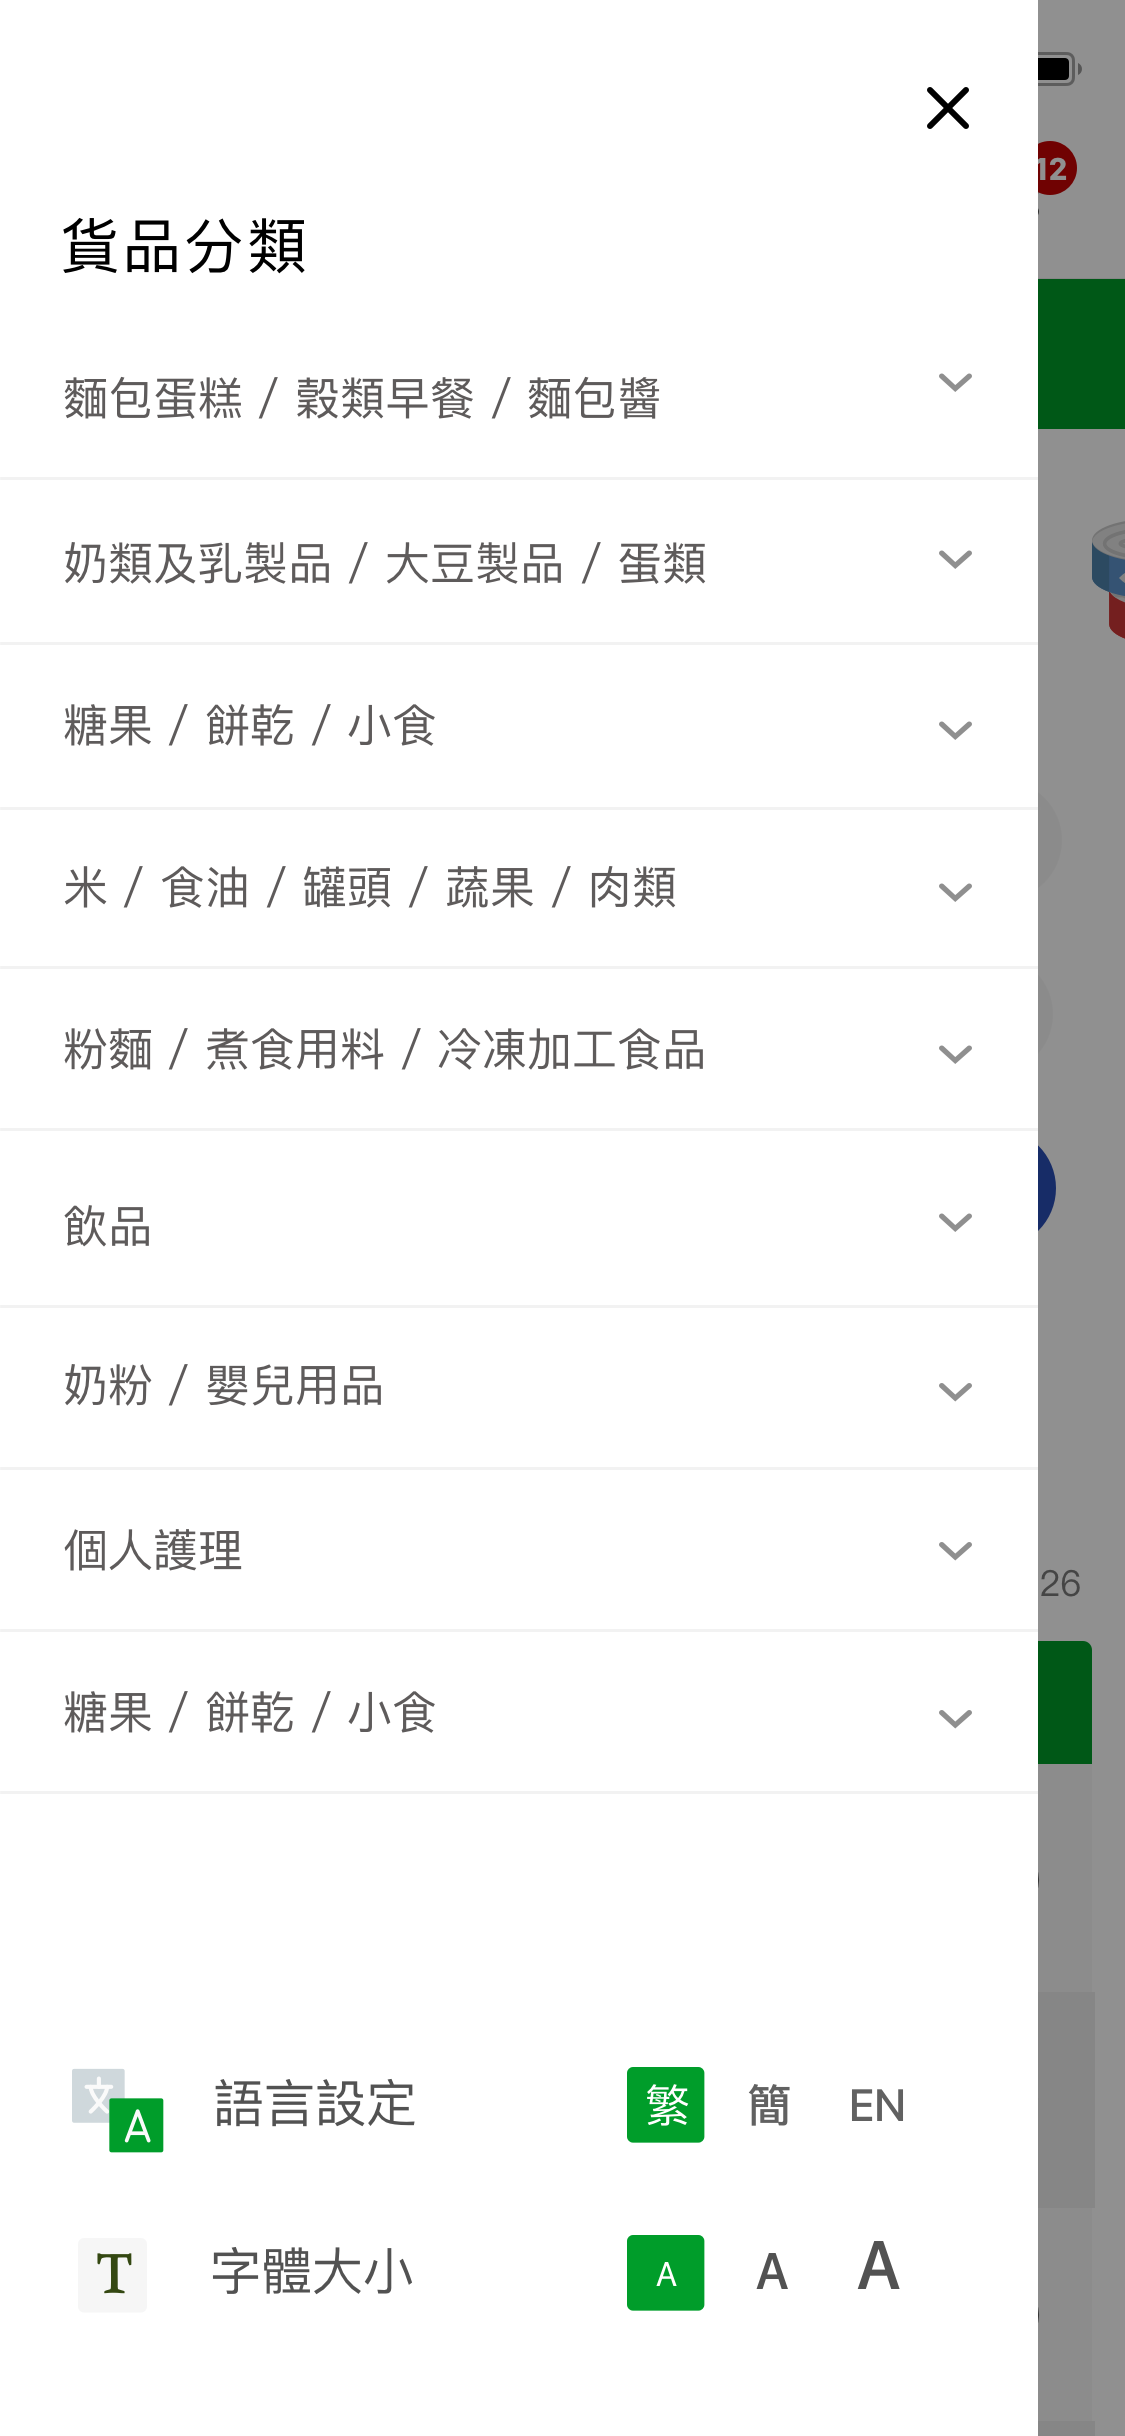 12
貨品分類
麵包蛋糕 / 穀類早餐 / 麵包醬
奶類及乳製品 / 大豆製品 / 蛋類
糖果 / 餅乾 / 小食
米 / 食油 / 罐頭 / 蔬果 / 肉類
粉麵 / 煮食用料 / 冷凍加工食品
飲品
奶粉 / 嬰兒用品
個人護理
26
糖果 / 餅乾 / 小食
文A 語言設定 繁 簡 EN
T 字體大小 A A A